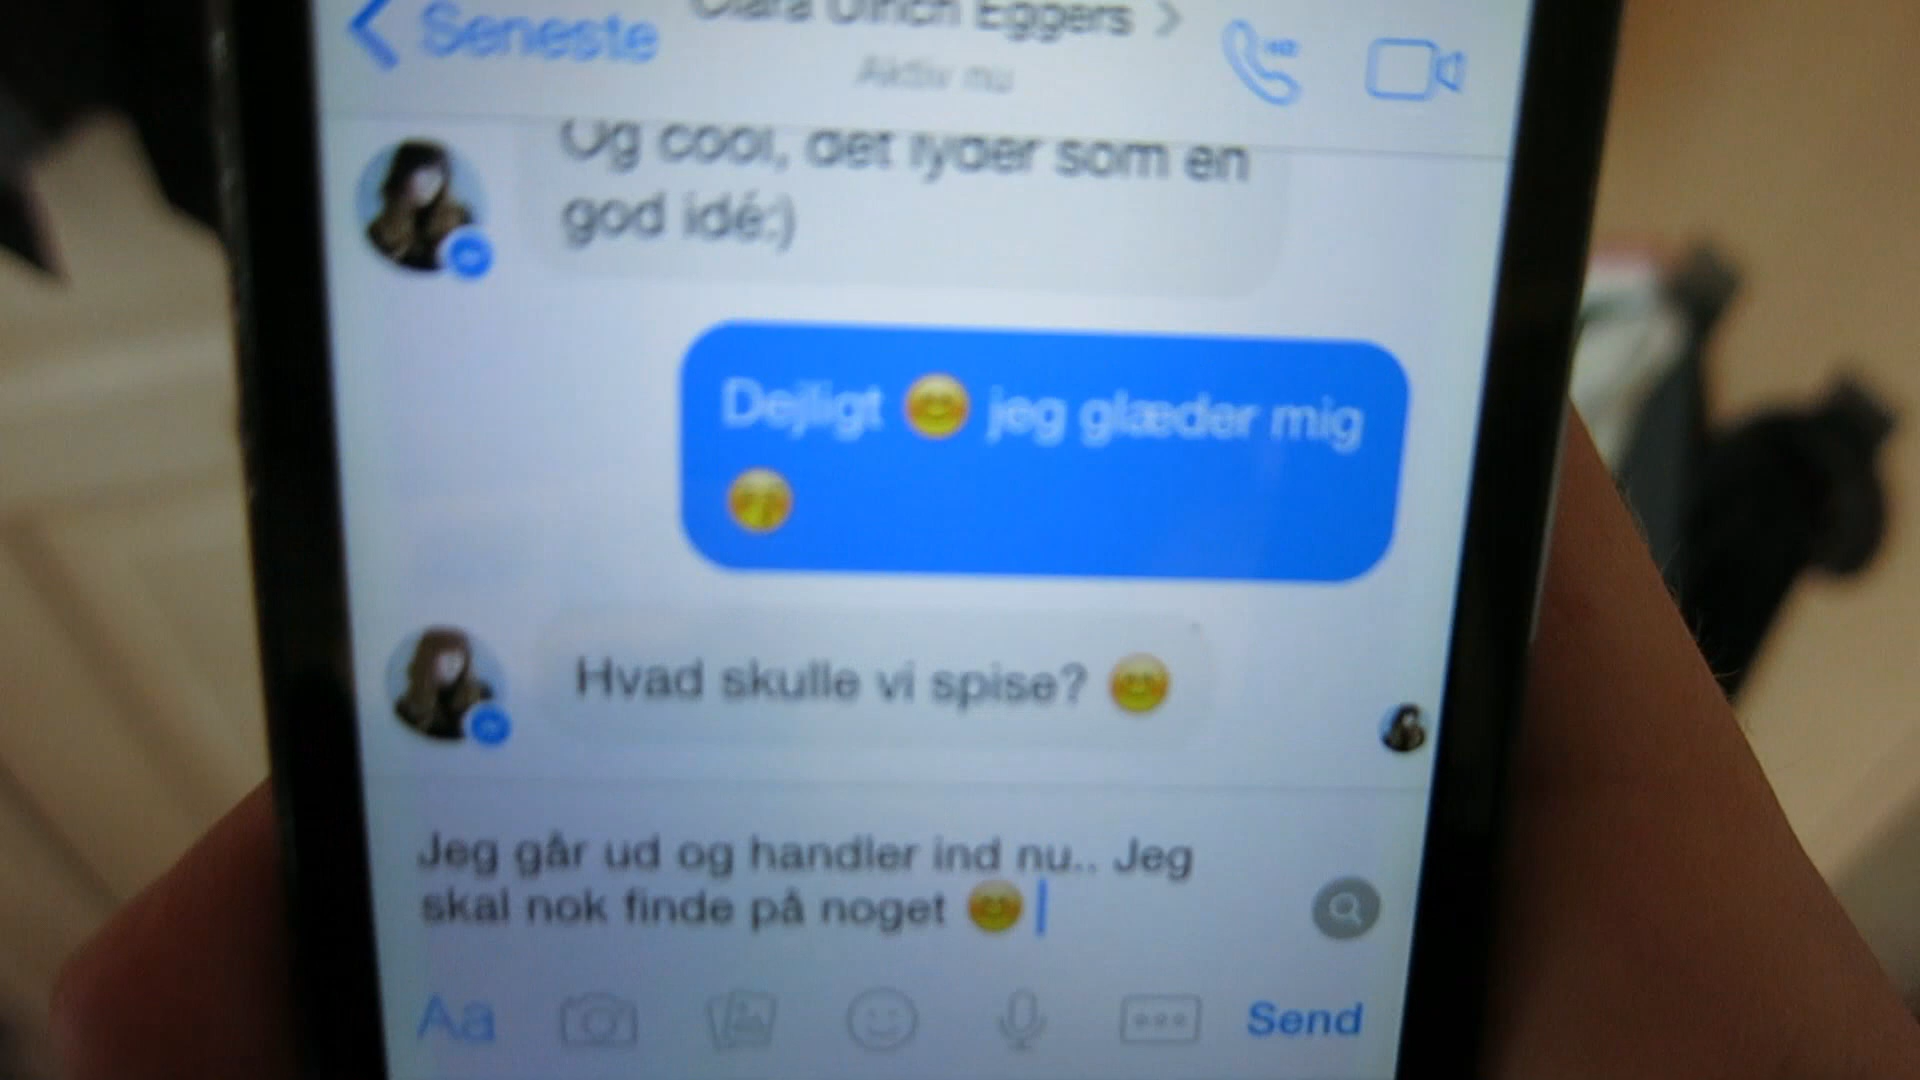 Seneste
Clara Ulrich Eggers
Aktiv nu
Og cool, det lyder som en
god idé:)
Dejligt 😊 jeg glæder mig
😚
Hvad skulle vi spise? 😊
Jeg går ud og handler ind nu.. Jeg
skal nok finde på noget 😊
Aa
Send